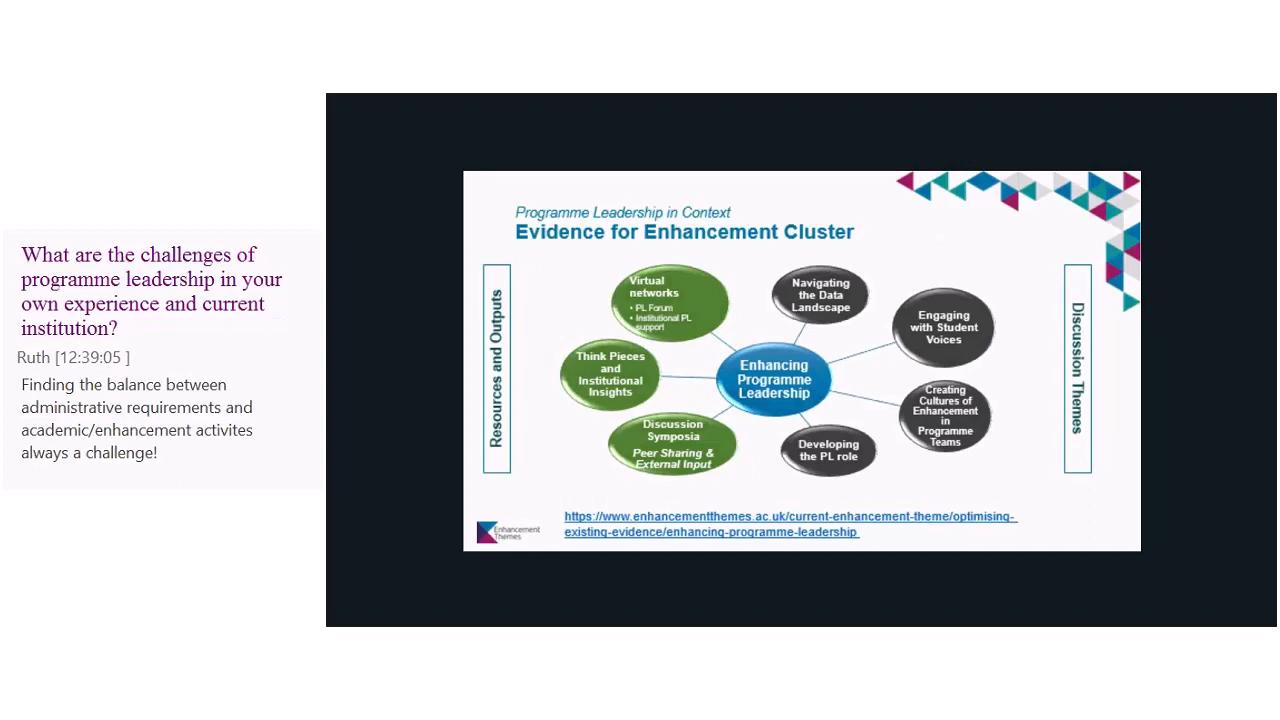 What are the challenges of
programme leadership in your
own experience and current
institution?
Ruth [12:39:05 ]
Finding the balance between
administrative requirements and
academic/enhancement activites
always a challenge!
Programme Leadership in Context
Evidence for Enhancement Cluster
Resources and Outputs
Virtual
networks
• PL Forum
• Institutional PL
support
Think Pieces
and
Institutional
Insights
Discussion
Symposia
Peer Sharing &
External Input
Enhancing
Programme
Leadership
Navigating
the Data
Landscape
Engaging
with Student
Voices
Creating
Cultures of
Enhancement
in
Programme
Teams
Developing
the PL role
Discussion Themes
https://www.enhancementthemes.ac.uk/current-enhancement-theme/optimising-
existing-evidence/enhancing-programme-leadership
Enhancement
Themes